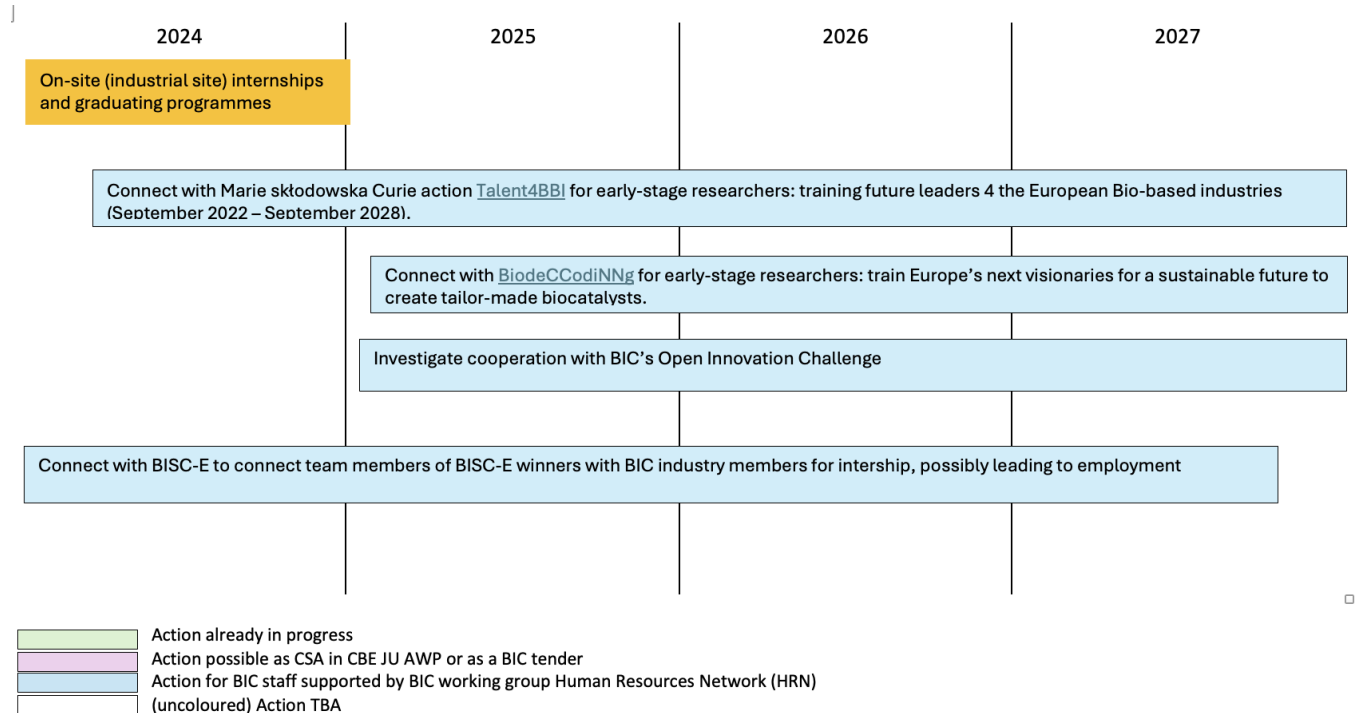 2024 2025 2026 2027
On-site (industrial site) internships
and graduating programmes
Connect with Marie skłodowska Curie action Talent4BBI for early-stage researchers: training future leaders 4 the European Bio-based industries
(September 2022 – September 2028).
Connect with BiodeCCodiNNg for early-stage researchers: train Europe's next visionaries for a sustainable future to
create tailor-made biocatalysts.
Investigate cooperation with BIC's Open Innovation Challenge
Connect with BISC-E to connect team members of BISC-E winners with BIC industry members for intership, possibly leading to employment
Action already in progress
Action possible as CSA in CBE JU AWP or as a BIC tender
Action for BIC staff supported by BIC working group Human Resources Network (HRN)
(uncoloured) Action TBA